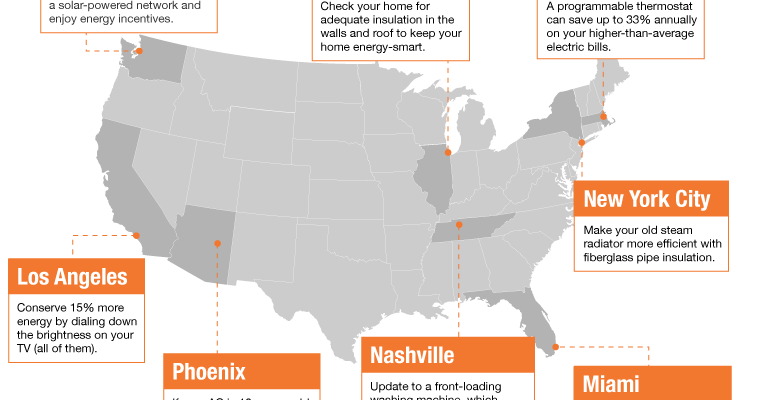 a solar-powered network and
enjoy energy incentives.
Check your home for
adequate insulation in the
walls and roof to keep your
home energy-smart.
A programmable thermostat
can save up to 33% annually
on your higher-than-average
electric bills.
New York City
Make your old steam
radiator more efficient with
fiberglass pipe insulation.
Los Angeles
Conserve 15% more
energy by dialing down
the brightness on your
TV (all of them).
Phoenix
Nashville
Update to a front-loading
washing machine, which
Miami